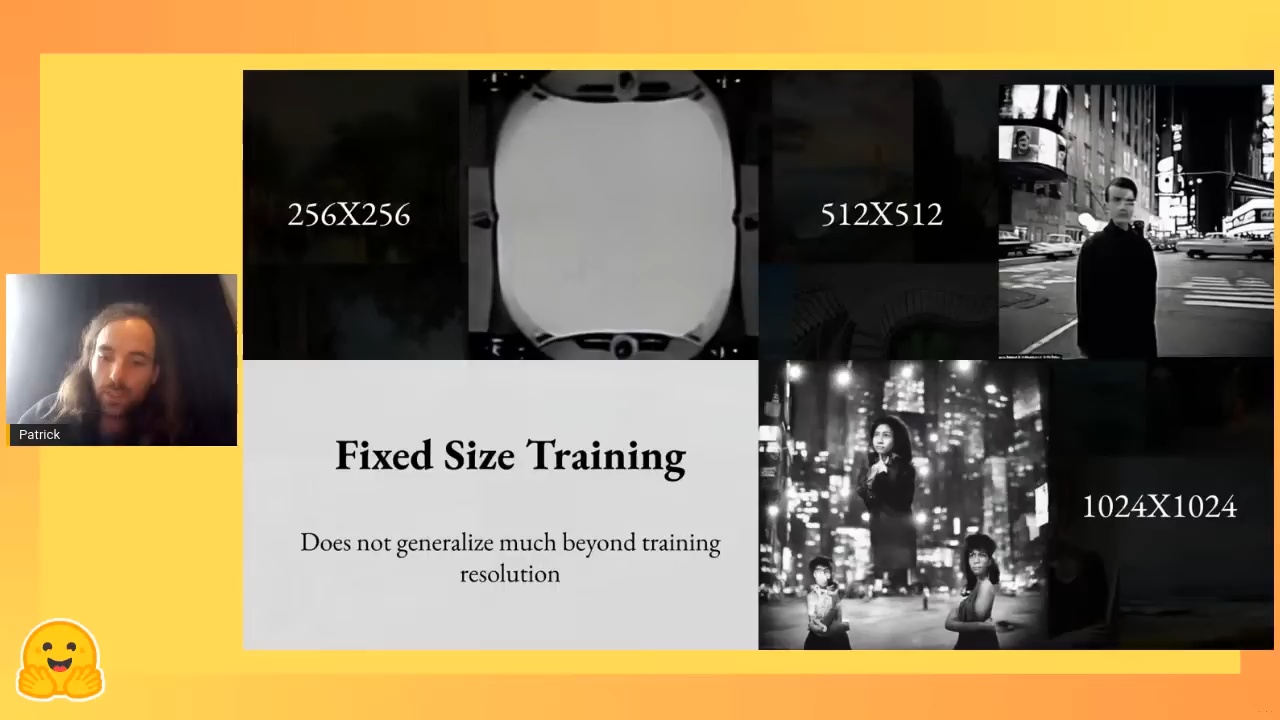 256X256
512X512
Patrick
Fixed Size Training
Does not generalize much beyond training
resolution
1024X1024